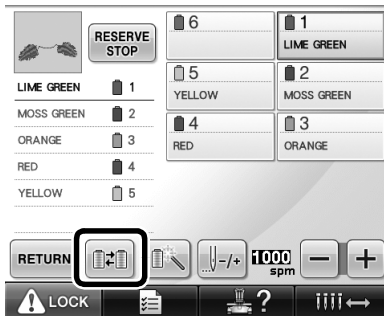 RESERVE STOP
6
1
LIME GREEN
5
YELLOW
2
MOSS GREEN
4
RED
3
ORANGE
LIME GREEN 1
MOSS GREEN 2
ORANGE 3
RED 4
YELLOW 5
RETURN
-/+
1000 spm
- +
LOCK
?